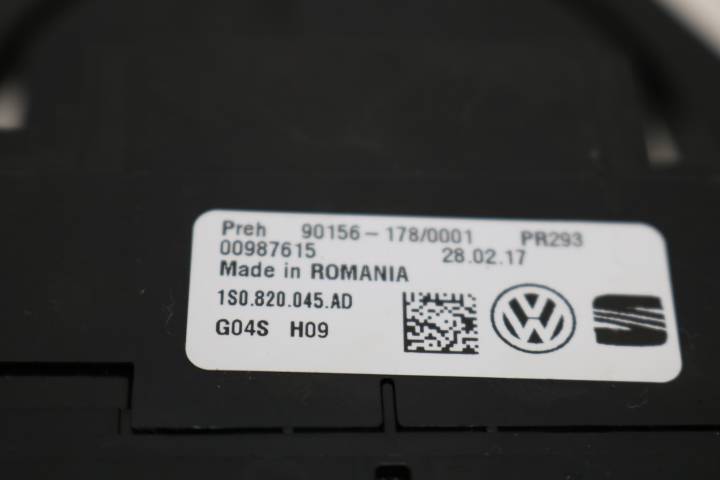 Preh 90156-178/0001 PR293
00987615 28.02.17
Made in ROMANIA
1S0.820.045.AD
G04S H09